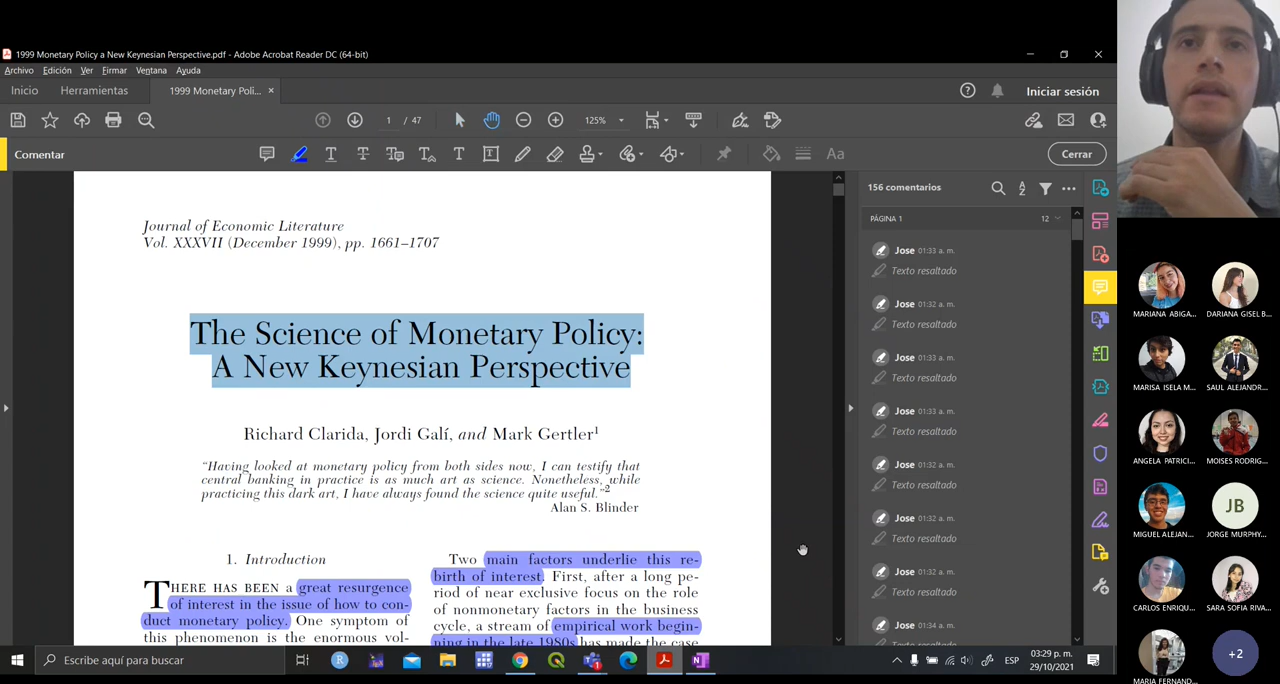 1999 Monetary Policy a New Keynesian Perspective.pdf - Adobe Acrobat Reader DC (64-bit)
Archivo Edición Ver Firmar Ventana Ayuda
Inicio Herramientas 1999 Monetary Poli... × Iniciar sesión
1 / 47 125%
Comentar Cerrar
Journal of Economic Literature
Vol. XXXVII (December 1999), pp. 1661–1707
The Science of Monetary Policy:
A New Keynesian Perspective
Richard Clarida, Jordi Galí, and Mark Gertler1
“Having looked at monetary policy from both sides now, I can testify that
central banking in practice is as much art as science. Nonetheless, while
practicing this dark art, I have always found the science quite useful.”2
Alan S. Blinder
1. Introduction
THERE HAS BEEN a great resurgence
of interest in the issue of how to con-
duct monetary policy. One symptom of
this phenomenon is the enormous vol-
Two main factors underlie this re-
birth of interest. First, after a long pe-
riod of near exclusive focus on the role
of nonmonetary factors in the business
cycle, a stream of empirical work begin-
ning in the late 1980s has made the case
156 comentarios
PÁGINA 1 12
Jose 01:33 a. m.
Texto resaltado
Jose 01:32 a. m.
Texto resaltado
Jose 01:33 a. m.
Texto resaltado
Jose 01:33 a. m.
Texto resaltado
Jose 01:32 a. m.
Texto resaltado
Jose 01:32 a. m.
Texto resaltado
Jose 01:32 a. m.
Texto resaltado
Jose 01:34 a. m.
MARIANA ABIGA... DARIANA GISEL B...
MARISA ISELA M... SAUL ALEJANDR...
ANGELA PATRICI... MOISES RODRIG...
JB
MIGUEL ALEJAN... JORGE MURPHY...
CARLOS ENRIQU... SARA SOFIA RIVA...
+2
MARIA FERNAND...
Escribe aquí para buscar
ESP
03:29 p. m.
29/10/2021